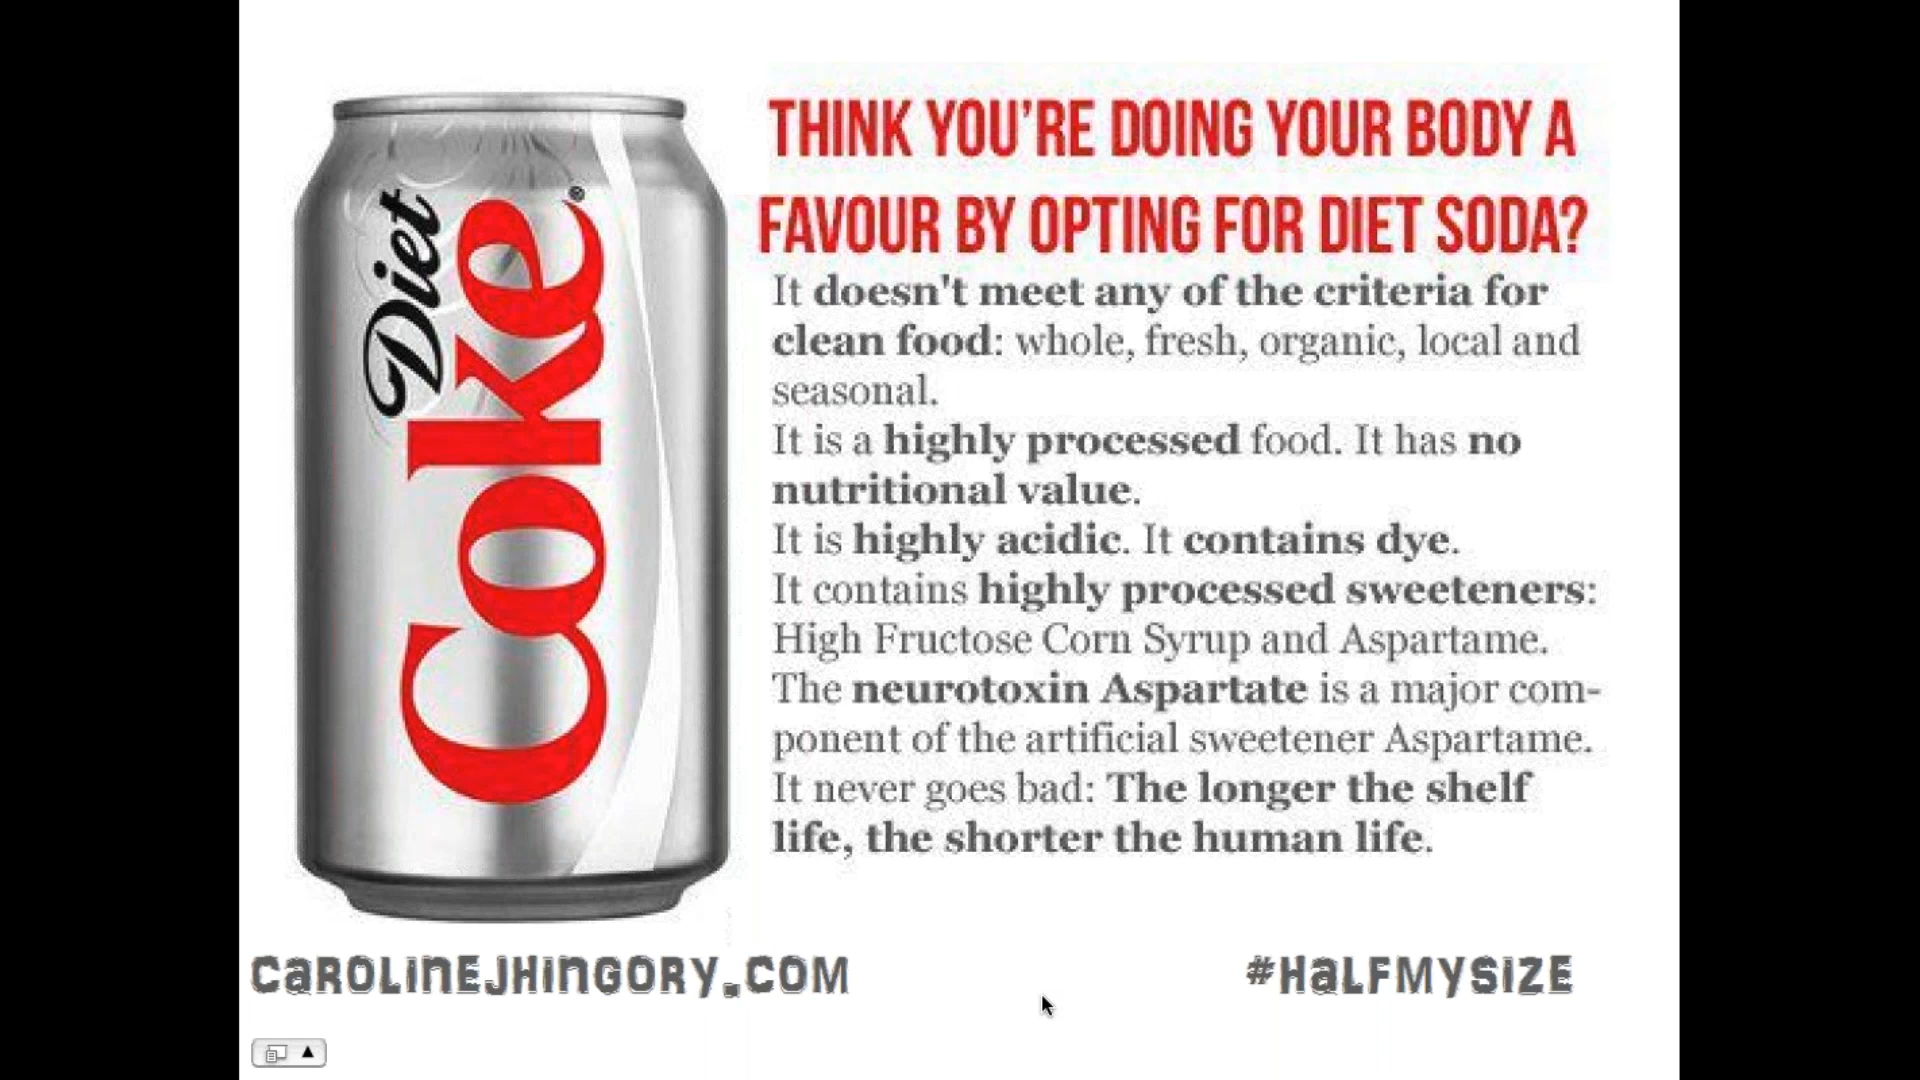 Diet
Coke®
THINK YOU'RE DOING YOUR BODY A
FAVOUR BY OPTING FOR DIET SODA?
It doesn't meet any of the criteria for
clean food: whole, fresh, organic, local and
seasonal.
It is a highly processed food. It has no
nutritional value.
It is highly acidic. It contains dye.
It contains highly processed sweeteners:
High Fructose Corn Syrup and Aspartame.
The neurotoxin Aspartate is a major com-
ponent of the artificial sweetener Aspartame.
It never goes bad: The longer the shelf
life, the shorter the human life.
CAROLINEJHINGORY.COM
#HALFMYSIZE